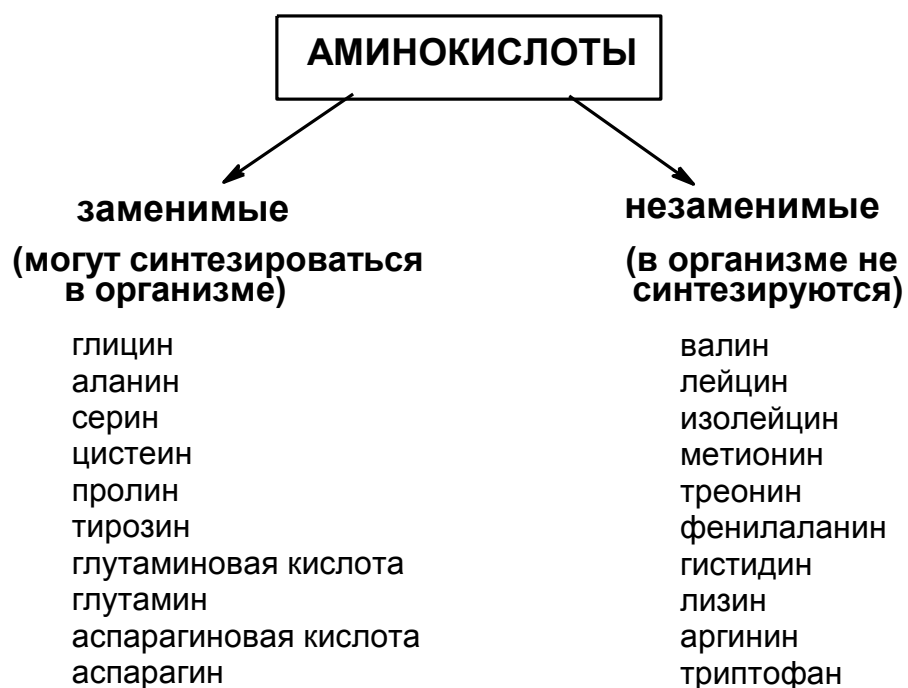 АМИНОКИСЛОТЫ
заменимые
(могут синтезироваться
в организме)
глицин
аланин
серин
цистеин
пролин
тирозин
глутаминовая кислота
глутамин
аспарагиновая кислота
аспарагин
незаменимые
(в организме не
синтезируются)
валин
лейцин
изолейцин
метионин
треонин
фенилаланин
гистидин
лизин
аргинин
триптофан